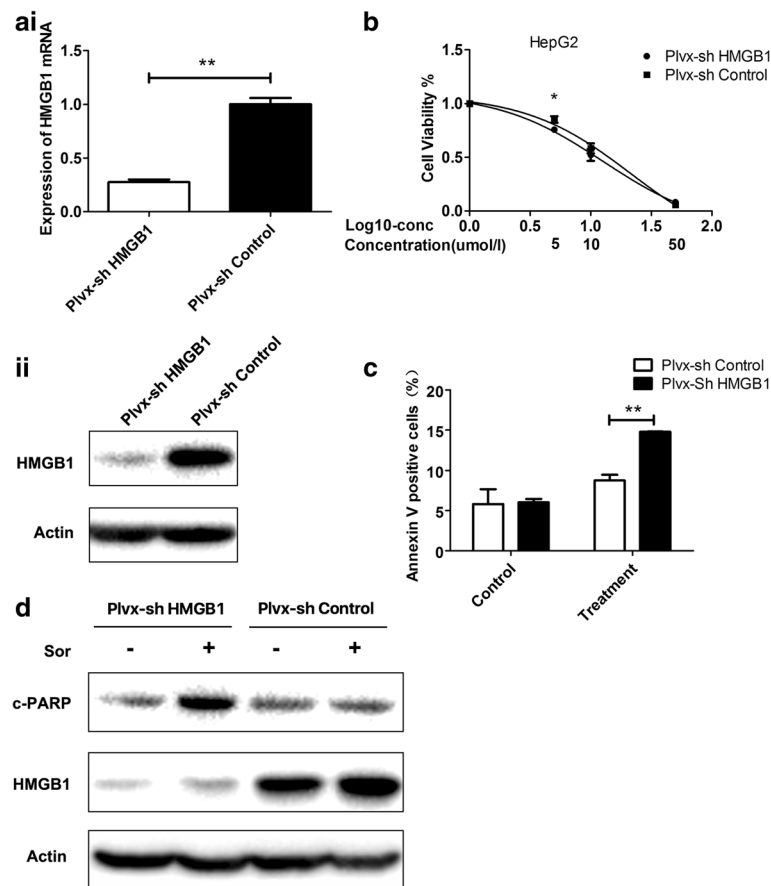 ai
Expression of HMGB1 mRNA
1.5
1.0
0.5
0.0
**
Plvx-sh HMGB1
Plvx-sh Control
b
HepG2
Plvx-sh HMGB1
Plvx-sh Control
Cell Viability %
1.5
1.0
0.5
0.0
*
0.0 0.5 1.0 1.5 2.0
Log10-conc
Concentration(umol/l) 5 10 50
ii
Plvx-sh HMGB1
Plvx-sh Control
HMGB1
Actin
c
Plvx-sh Control
Plvx-Sh HMGB1
Annexin V positive cells (%)
20
15
10
5
0
**
Control
Treatment
d
Plvx-sh HMGB1 Plvx-sh Control
Sor - + - +
c-PARP
HMGB1
Actin